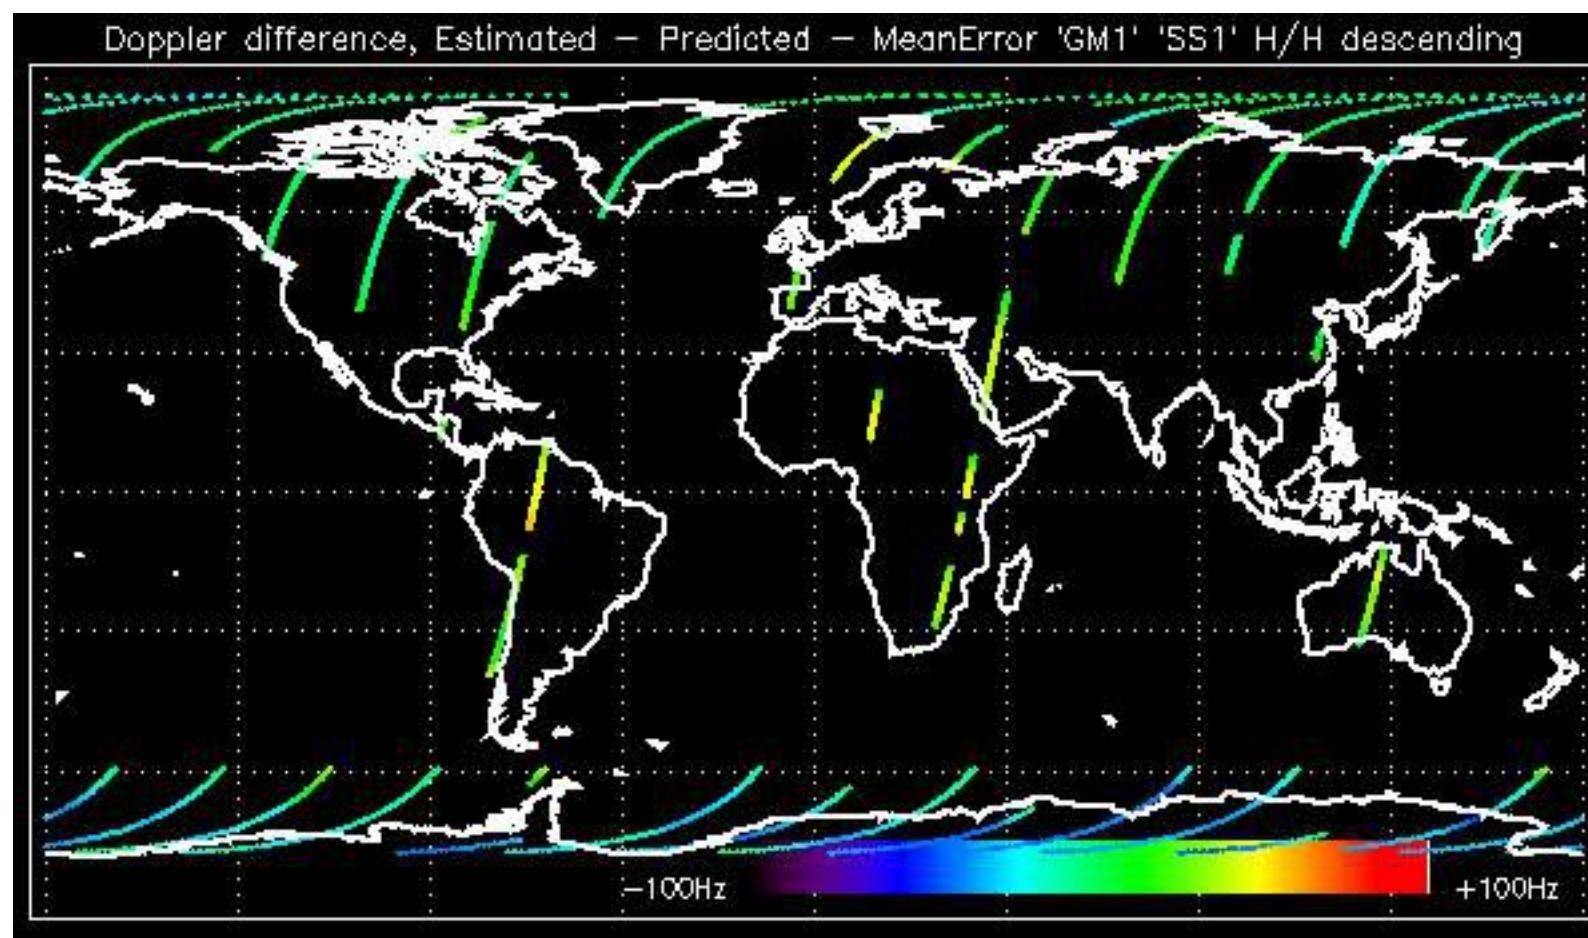 Doppler difference, Estimated – Predicted – MeanError 'GM1' 'SS1' H/H descending
-100Hz +100Hz